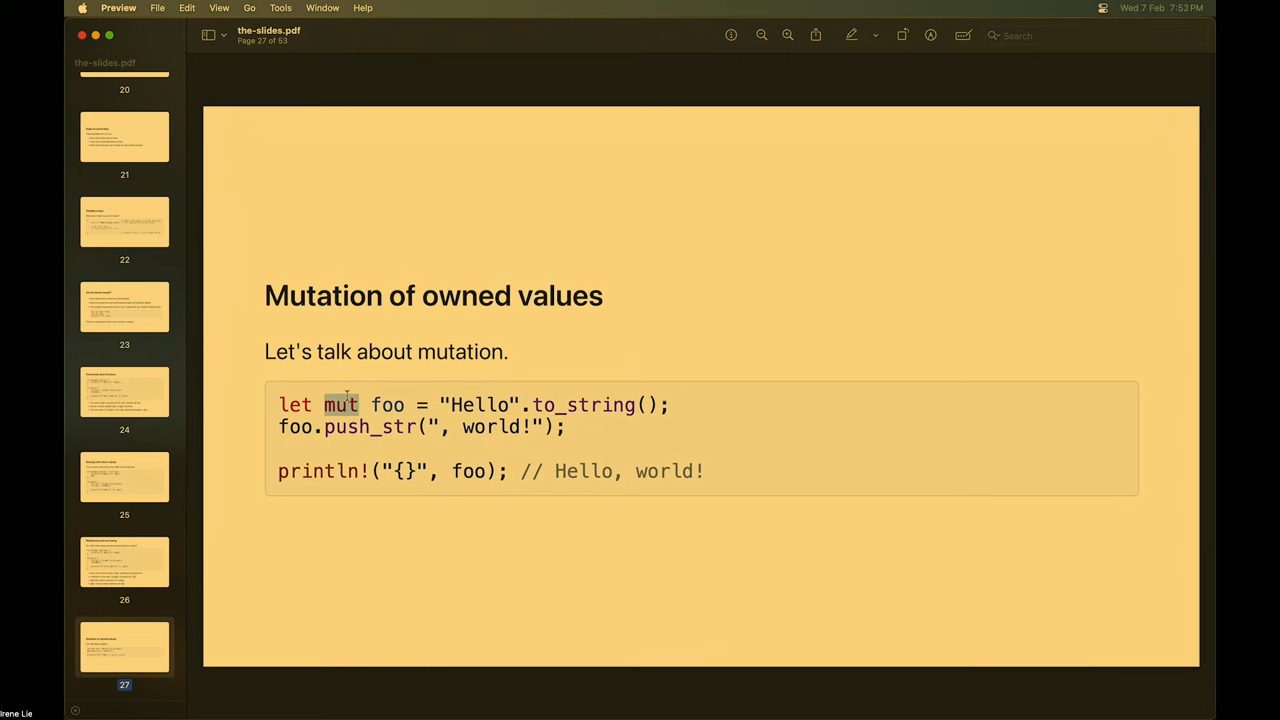 Preview File Edit View Go Tools Window Help Wed 7 Feb 7:52 PM
the-slides.pdf
Page 27 of 53
Search
the-slides.pdf
20
21
22
23
24
25
26
27
Mutation of owned values
Let's talk about mutation.
let mut foo = "Hello".to_string();
foo.push_str(", world!");
println!("{}", foo); // Hello, world!
Irene Lie